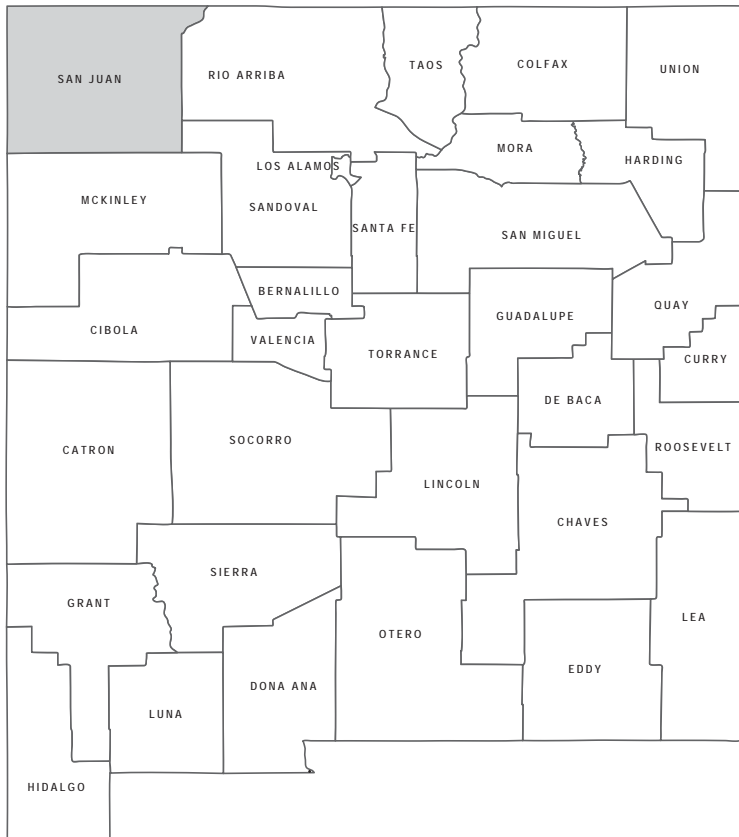 TAOS
COLFAX
UNION
SAN JUAN
RIO ARRIBA
MORA
HARDING
LOS ALAMOS
MCKINLEY
SANDOVAL
SANTA FE
SAN MIGUEL
BERNALILLO
QUAY
GUADALUPE
CIBOLA
VALENCIA
TORRANCE
CURRY
DE BACA
SOCORRO
ROOSEVELT
CATRON
LINCOLN
CHAVES
SIERRA
GRANT
LEA
OTERO
EDDY
DONA ANA
LUNA
HIDALGO